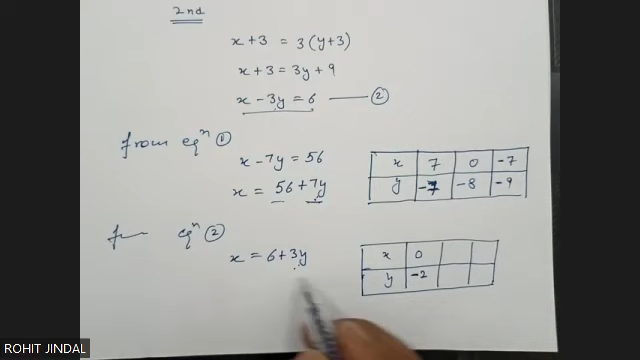 2nd
x + 3 = 3(y+3)
x + 3 = 3y + 9
x - 3y = 6 —— ②
from eqⁿ ①
x - 7y = 56
x = 56 + 7y
x 7 0 -7
y -7 -8 -9
eqⁿ ②
x = 6 + 3y
x 0
y -2
ROHIT JINDAL